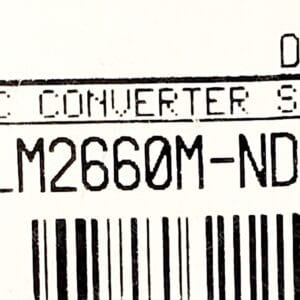 D
C CONVERTER S
LM2660M-ND